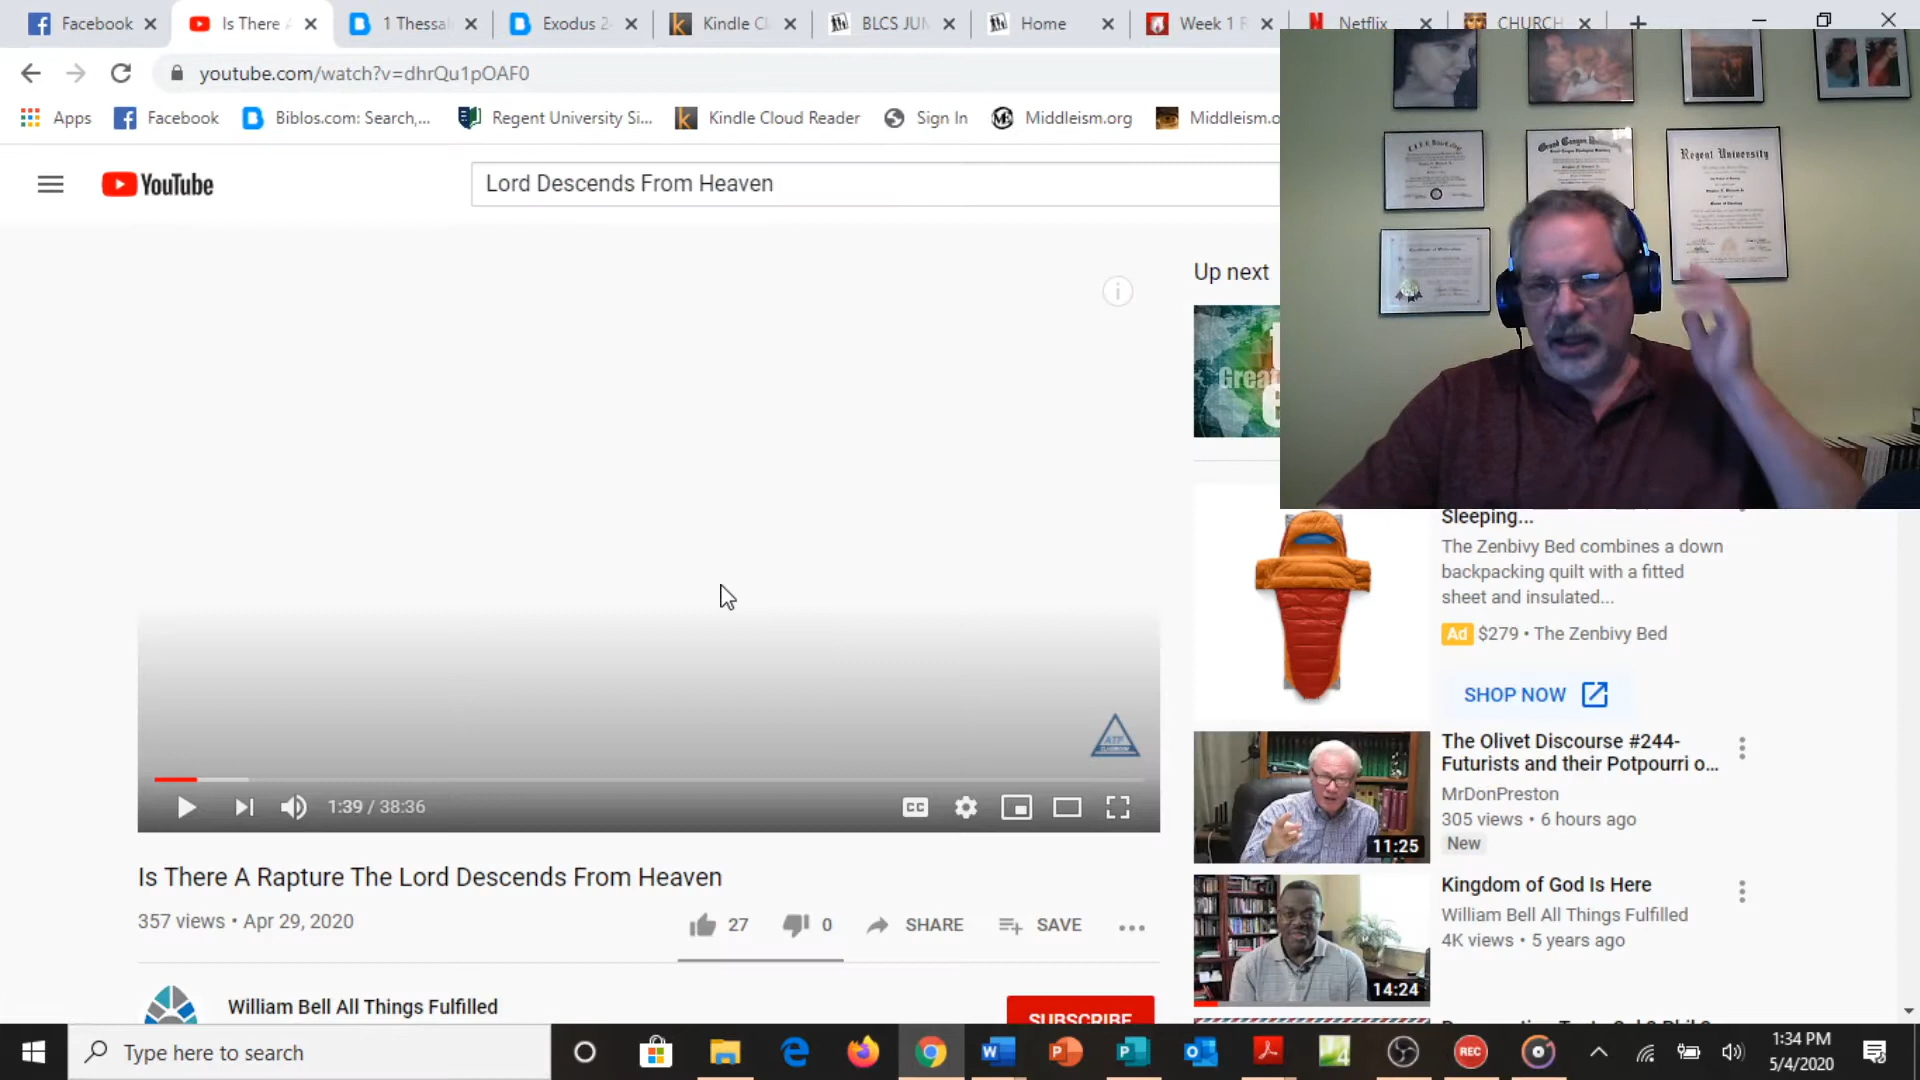 Facebook
Is There
1 Thessal
Exodus 2
Kindle Cl
BLCS JUN
Home
Week 1 R
Netflix
CHURCH
youtube.com/watch?v=dhrQu1pOAF0
Apps
Facebook
Biblos.com: Search,...
Regent University Si...
Kindle Cloud Reader
Sign In
Middleism.org
Middleism.o
YouTube
Lord Descends From Heaven
Regent University
Up next
Great
Sleeping...
The Zenbivy Bed combines a down
backpacking quilt with a fitted
sheet and insulated...
Ad $279 • The Zenbivy Bed
SHOP NOW
ATF
1:39 / 38:36
CC
The Olivet Discourse #244-
Futurists and their Potpourri o...
MrDonPreston
305 views • 6 hours ago
New
11:25
Is There A Rapture The Lord Descends From Heaven
357 views • Apr 29, 2020
27
0
SHARE
SAVE
Kingdom of God Is Here
William Bell All Things Fulfilled
4K views • 5 years ago
14:24
William Bell All Things Fulfilled
SUBSCRIBE
Type here to search
REC
1:34 PM
5/4/2020